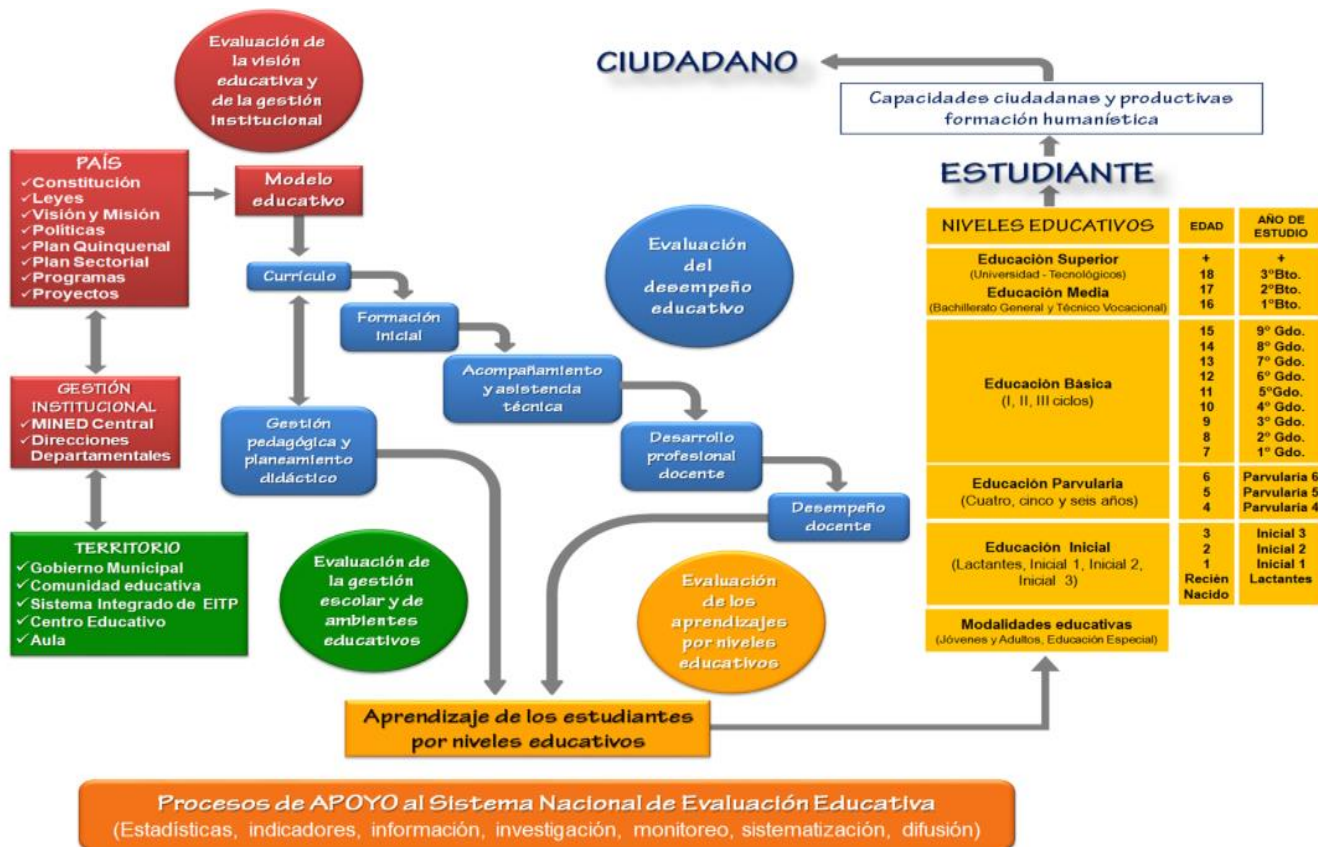 Evaluación de
la visión
educativa y
de la gestión
institucional
CIUDADANO
Capacidades ciudadanas y productivas
formación humanística
ESTUDIANTE
PAÍS
✓Constitución
✓Leyes
✓Visión y Misión
✓Políticas
✓Plan Quinquenal
✓Plan Sectorial
✓Programas
✓Proyectos
Modelo
educativo
Currículo
Formación
inicial
Acompañamiento
y asistencia
técnica
Desarrollo
profesional
docente
Desempeño
docente
Gestión
pedagógica y
planeamiento
didáctico
Evaluación
del
desempeño
educativo
GESTIÓN
INSTITUCIONAL
✓MINED Central
✓Direcciones
Departamentales
TERRITORIO
✓Gobierno Municipal
✓Comunidad educativa
✓Sistema Integrado de EITP
✓Centro Educativo
✓Aula
Evaluación de
la gestión
escolar y de
ambientes
educativos
Evaluación
de los
aprendizajes
por niveles
educativos
Aprendizaje de los estudiantes
por niveles educativos
NIVELES EDUCATIVOS
EDAD
AÑO DE
ESTUDIO
Educación Superior
(Universidad - Tecnológicos)
Educación Media
(Bachillerato General y Técnico Vocacional)
+
18
17
16
+
3°Bto.
2°Bto.
1°Bto.
Educación Básica
(I, II, III ciclos)
15
14
13
12
11
10
9
8
7
9° Gdo.
8° Gdo.
7° Gdo.
6° Gdo.
5°Gdo.
4° Gdo.
3° Gdo.
2° Gdo.
1° Gdo.
Educación Parvularia
(Cuatro, cinco y seis años)
6
5
4
Parvularia 6
Parvularia 5
Parvularia 4
Educación Inicial
(Lactantes, Inicial 1, Inicial 2,
Inicial 3)
3
2
1
Recién
Nacido
Inicial 3
Inicial 2
Inicial 1
Lactantes
Modalidades educativas
(Jóvenes y Adultos, Educación Especial)
Procesos de APOYO al Sistema Nacional de Evaluación Educativa
(Estadísticas, indicadores, información, investigación, monitoreo, sistematización, difusión)